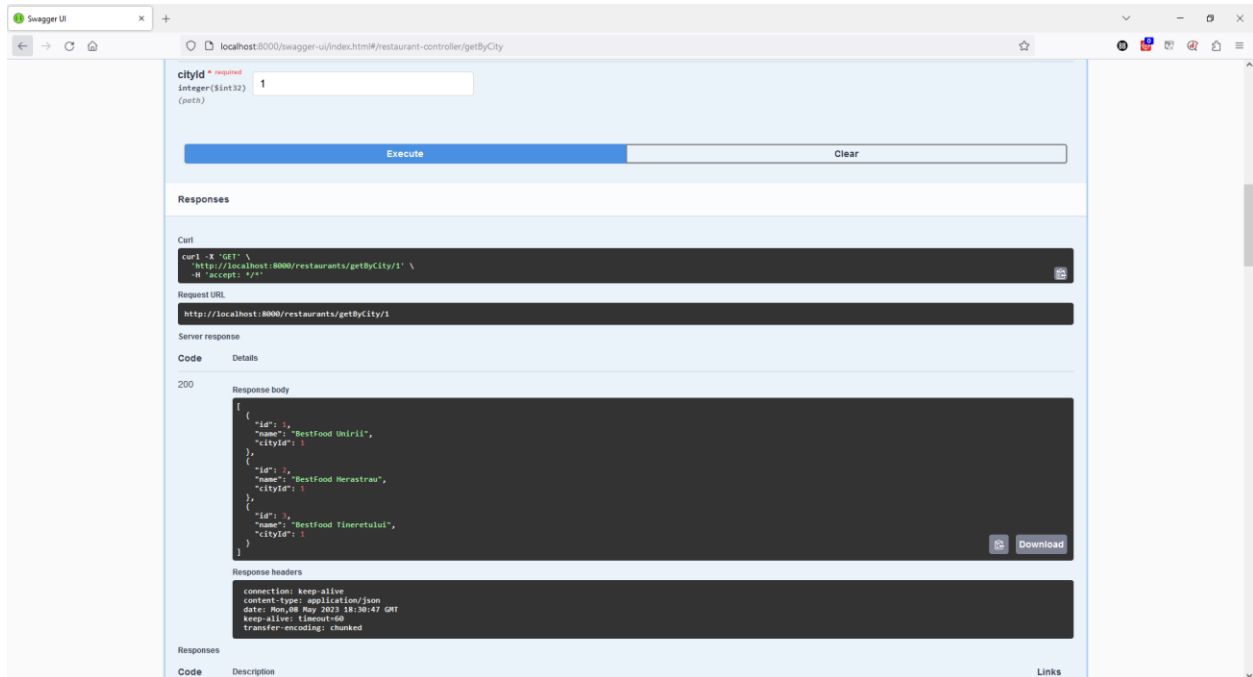 Swagger UI
localhost:8000/swagger-ui/index.html#/restaurant-controller/getByCity
cityId * required
integer($int32)
(path)
1
Execute
Clear
Responses
Curl
curl -X 'GET' \
'http://localhost:8000/restaurants/getByCity/1' \
-H 'accept: */*'
Request URL
http://localhost:8000/restaurants/getByCity/1
Server response
Code Details
200
Response body
[
{
"id": 1,
"name": "BestFood Unirii",
"cityId": 1
},
{
"id": 2,
"name": "BestFood Herastrau",
"cityId": 1
},
{
"id": 3,
"name": "BestFood Tineretului",
"cityId": 1
}
]
Download
Response headers
connection: keep-alive
content-type: application/json
date: Mon,08 May 2023 18:30:47 GMT
keep-alive: timeout=60
transfer-encoding: chunked
Responses
Code Description Links